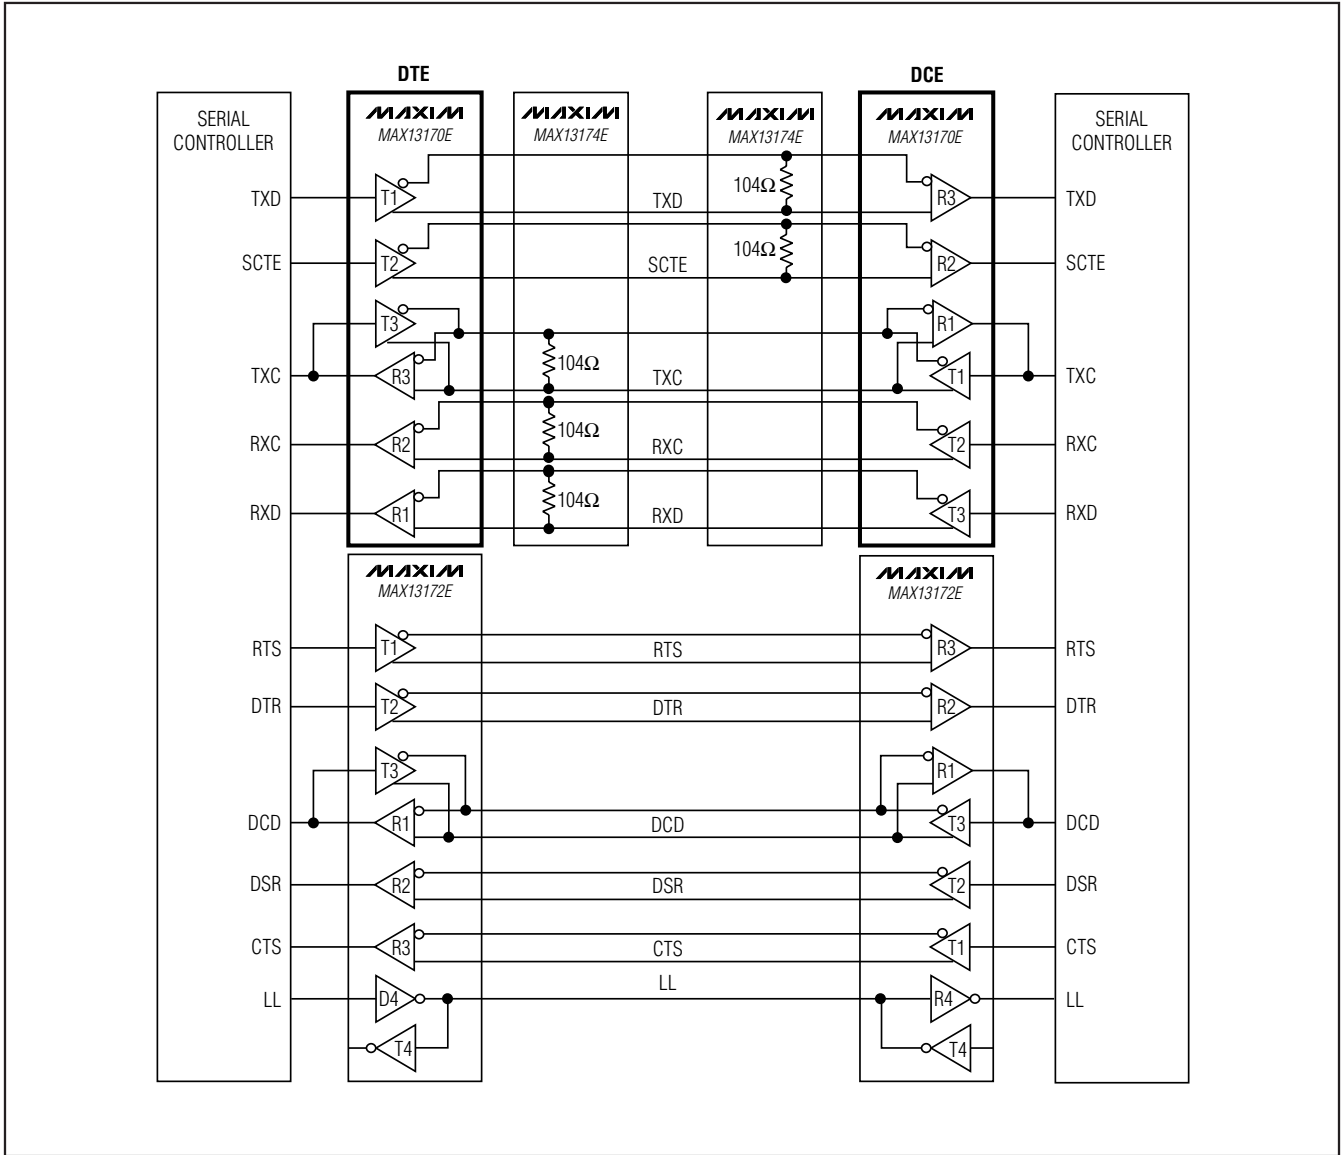 DTE DCE
SERIAL CONTROLLER
MAXIM MAX13170E
MAXIM MAX13174E
MAXIM MAX13174E
MAXIM MAX13170E
SERIAL CONTROLLER
TXD T1 TXD 104Ω R3 TXD
SCTE T2 SCTE 104Ω R2 SCTE
T3 R1
TXC R3 104Ω TXC T1 TXC
RXC R2 104Ω RXC T2 RXC
RXD R1 104Ω RXD T3 RXD
MAXIM MAX13172E
MAXIM MAX13172E
RTS T1 RTS R3 RTS
DTR T2 DTR R2 DTR
T3 R1
DCD R1 DCD T3 DCD
DSR R2 DSR T2 DSR
CTS R3 CTS T1 CTS
LL D4 LL R4 LL
T4 T4